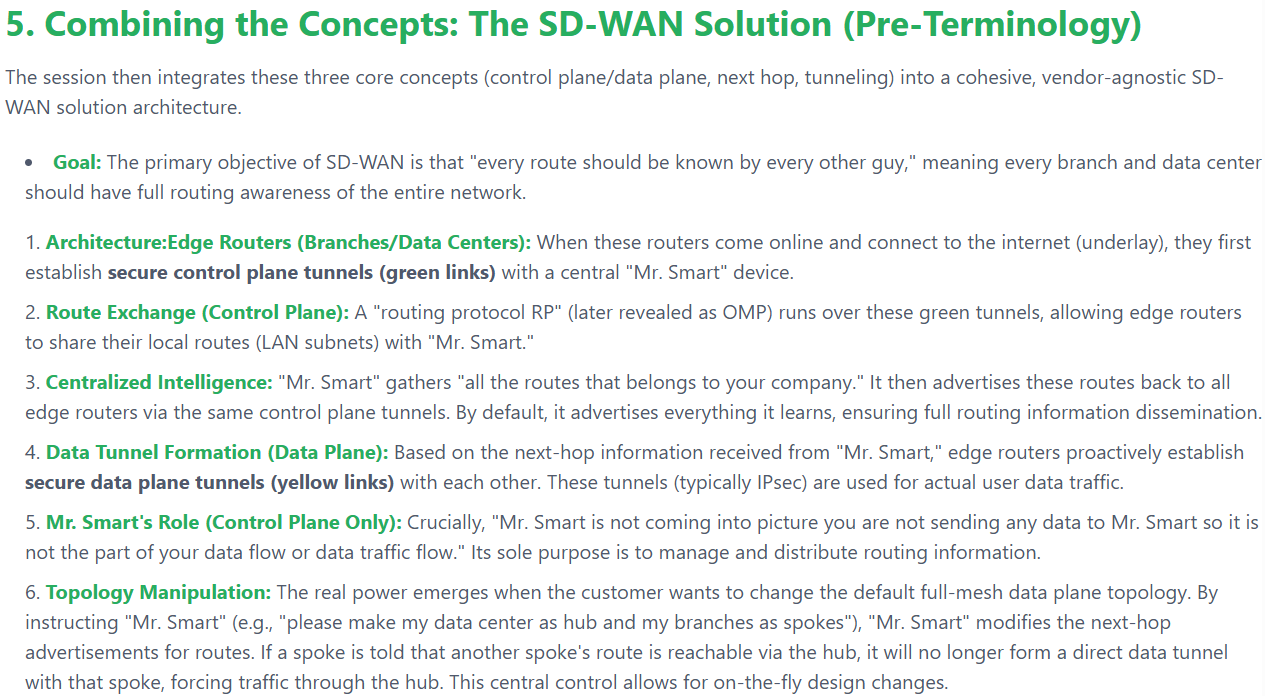 5. Combining the Concepts: The SD-WAN Solution (Pre-Terminology)
The session then integrates these three core concepts (control plane/data plane, next hop, tunneling) into a cohesive, vendor-agnostic SD-
WAN solution architecture.
• Goal: The primary objective of SD-WAN is that "every route should be known by every other guy," meaning every branch and data center
should have full routing awareness of the entire network.
1. Architecture:Edge Routers (Branches/Data Centers): When these routers come online and connect to the internet (underlay), they first
establish secure control plane tunnels (green links) with a central "Mr. Smart" device.
2. Route Exchange (Control Plane): A "routing protocol RP" (later revealed as OMP) runs over these green tunnels, allowing edge routers
to share their local routes (LAN subnets) with "Mr. Smart."
3. Centralized Intelligence: "Mr. Smart" gathers "all the routes that belongs to your company." It then advertises these routes back to all
edge routers via the same control plane tunnels. By default, it advertises everything it learns, ensuring full routing information dissemination.
4. Data Tunnel Formation (Data Plane): Based on the next-hop information received from "Mr. Smart," edge routers proactively establish
secure data plane tunnels (yellow links) with each other. These tunnels (typically IPsec) are used for actual user data traffic.
5. Mr. Smart's Role (Control Plane Only): Crucially, "Mr. Smart is not coming into picture you are not sending any data to Mr. Smart so it is
not the part of your data flow or data traffic flow." Its sole purpose is to manage and distribute routing information.
6. Topology Manipulation: The real power emerges when the customer wants to change the default full-mesh data plane topology. By
instructing "Mr. Smart" (e.g., "please make my data center as hub and my branches as spokes"), "Mr. Smart" modifies the next-hop
advertisements for routes. If a spoke is told that another spoke's route is reachable via the hub, it will no longer form a direct data tunnel
with that spoke, forcing traffic through the hub. This central control allows for on-the-fly design changes.